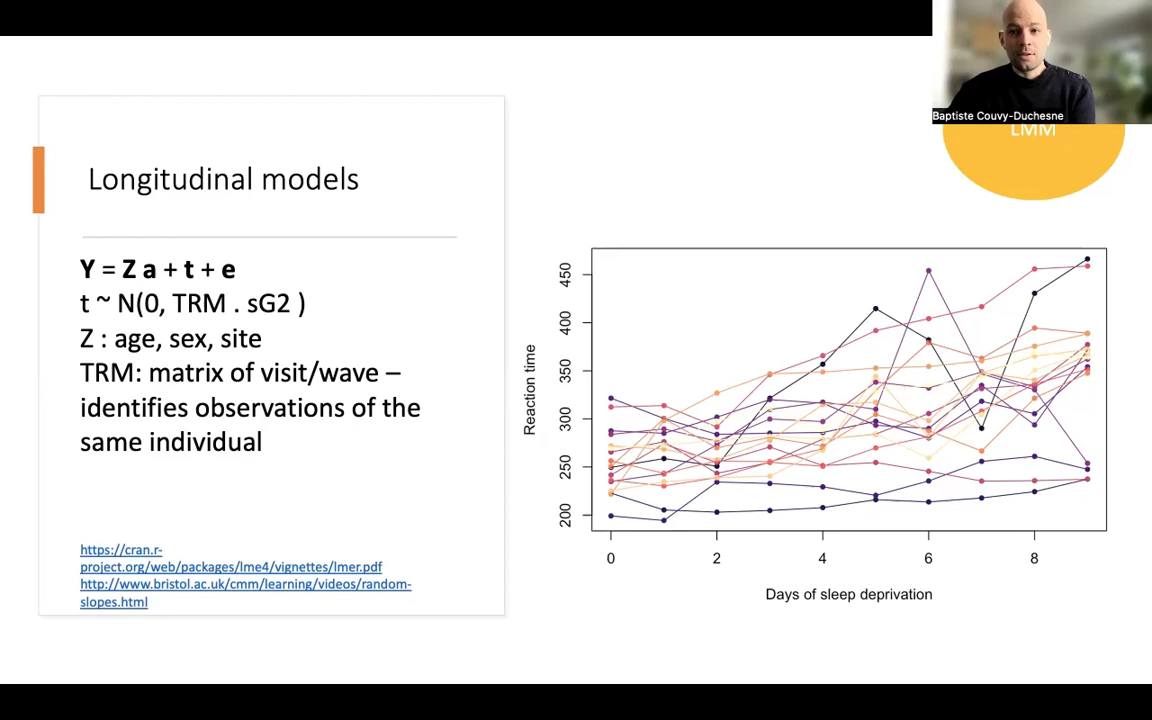 Baptiste Couvy-Duchesne
LMM
Longitudinal models
Y = Z a + t + e
t ~ N(0, TRM . sG2 )
Z : age, sex, site
TRM: matrix of visit/wave –
identifies observations of the
same individual
https://cran.r-
project.org/web/packages/lme4/vignettes/lmer.pdf
http://www.bristol.ac.uk/cmm/learning/videos/random-
slopes.html
Reaction time
450
400
350
300
250
200
0 2 4 6 8
Days of sleep deprivation